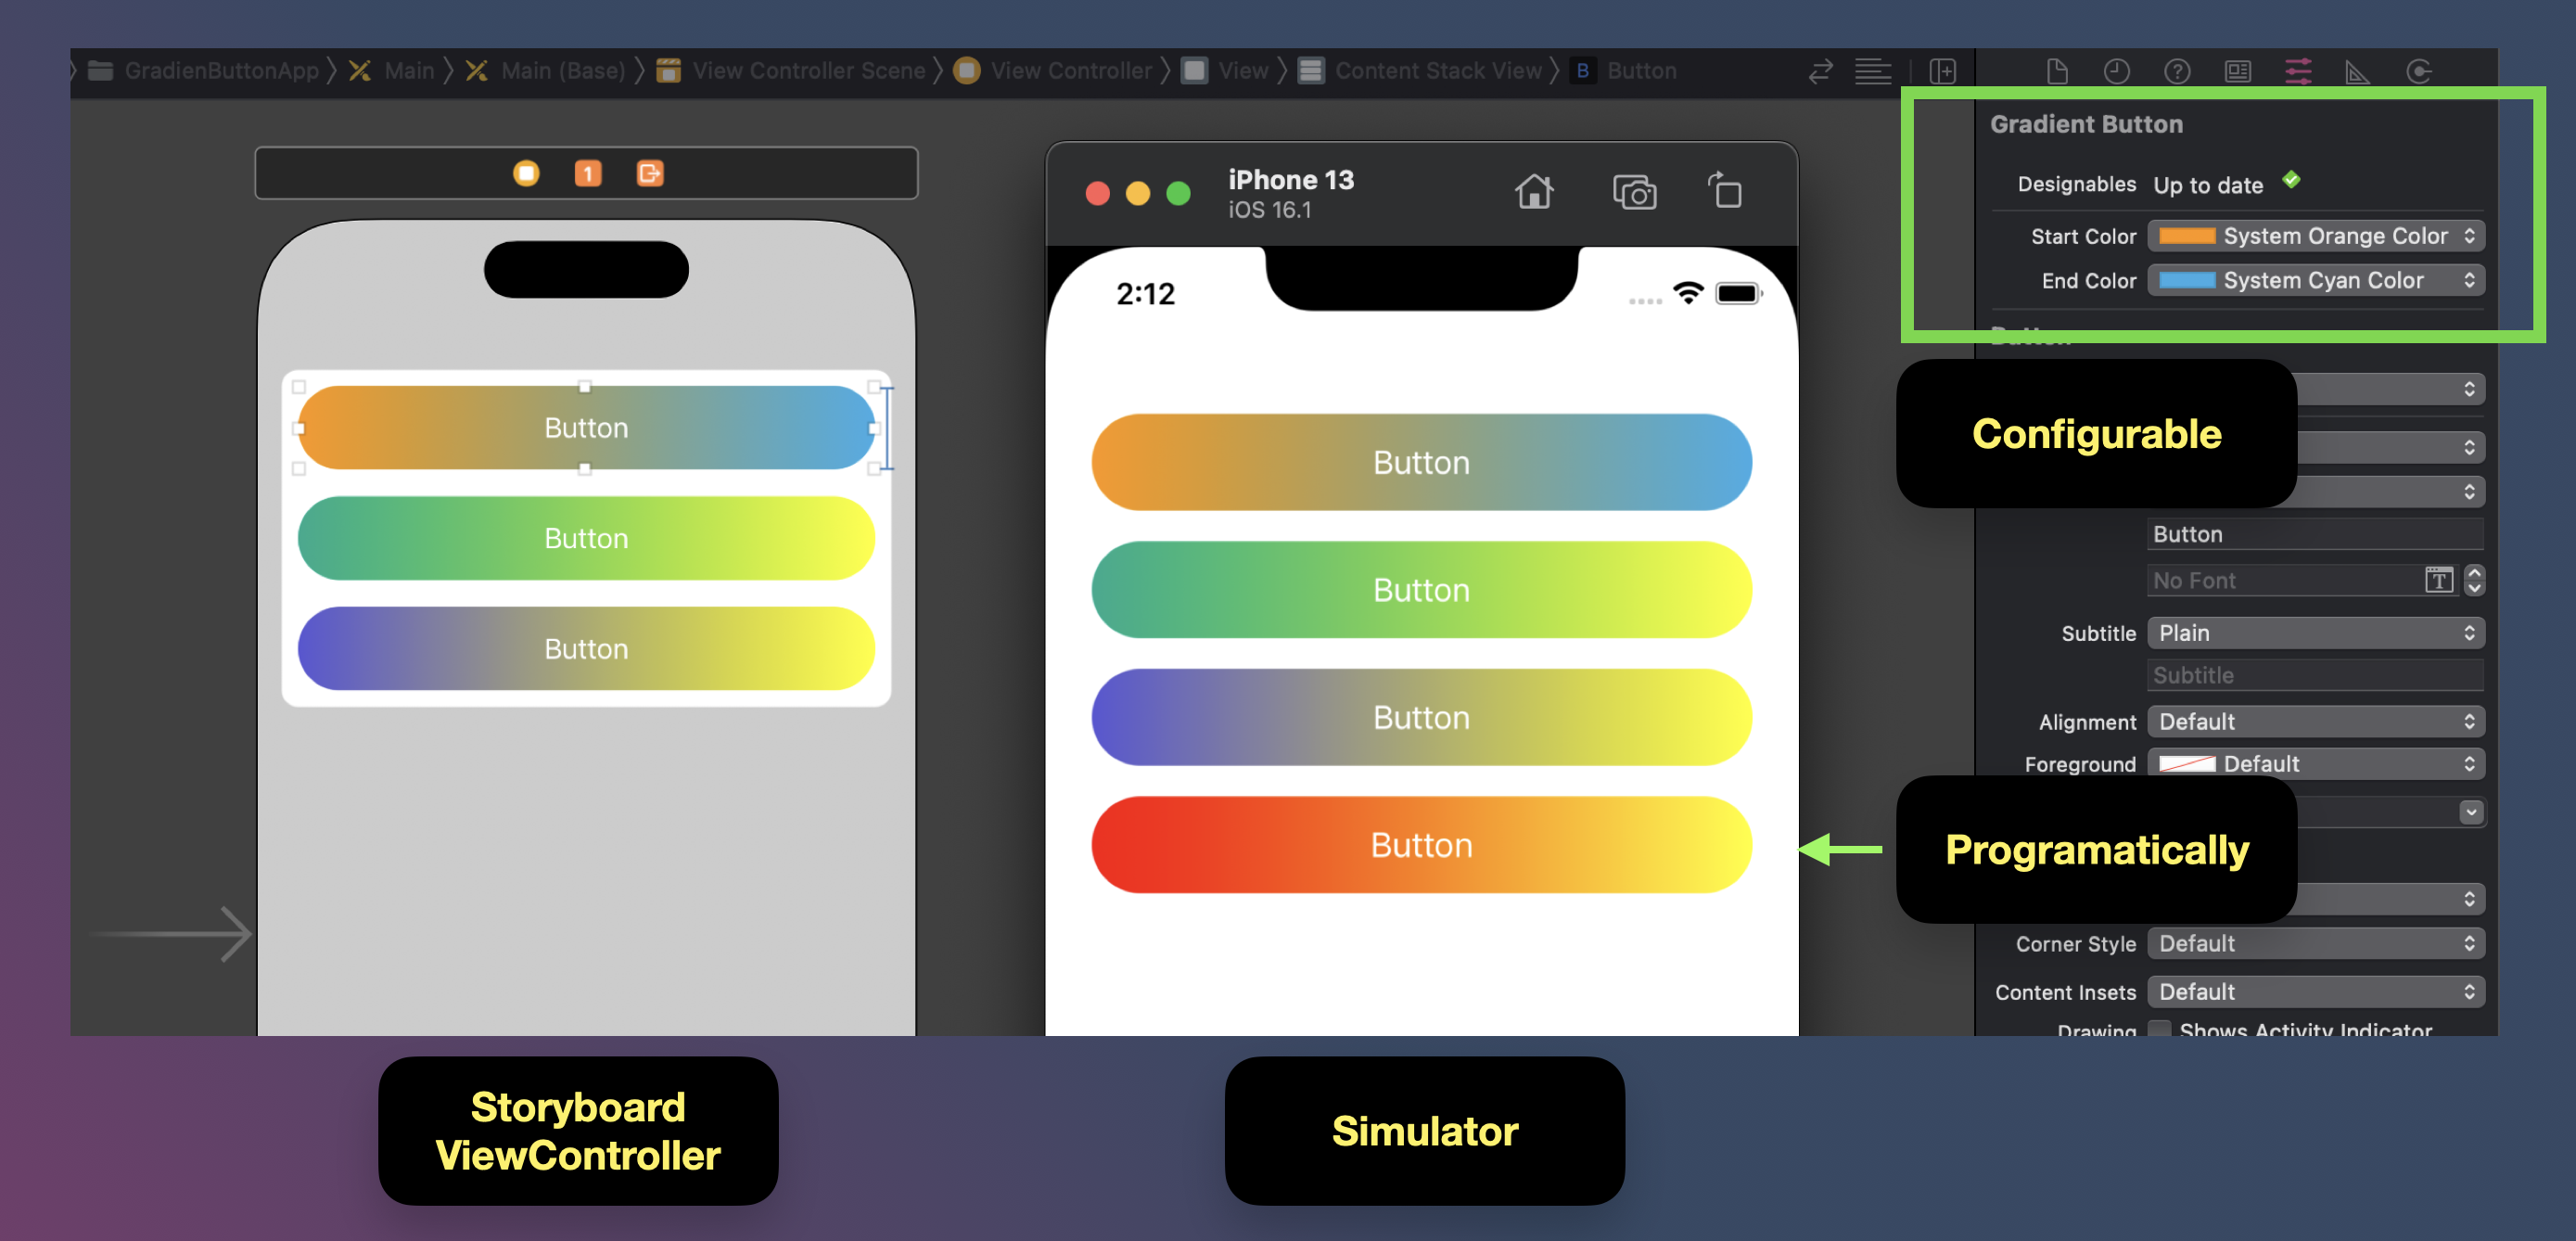 GradienButtonApp
Main
Main (Base)
View Controller Scene
View Controller
View
Content Stack View
B
Button
1
Button
Button
Button
Storyboard
ViewController
iPhone 13
iOS 16.1
2:12
Button
Button
Button
Button
Simulator
Gradient Button
Designables Up to date
Start Color System Orange Color
End Color System Cyan Color
Button
Configurable
Button
No Font T
Subtitle Plain
Subtitle
Alignment Default
Foreground Default
Programatically
Corner Style Default
Content Insets Default
Drawing Shows Activity Indicator